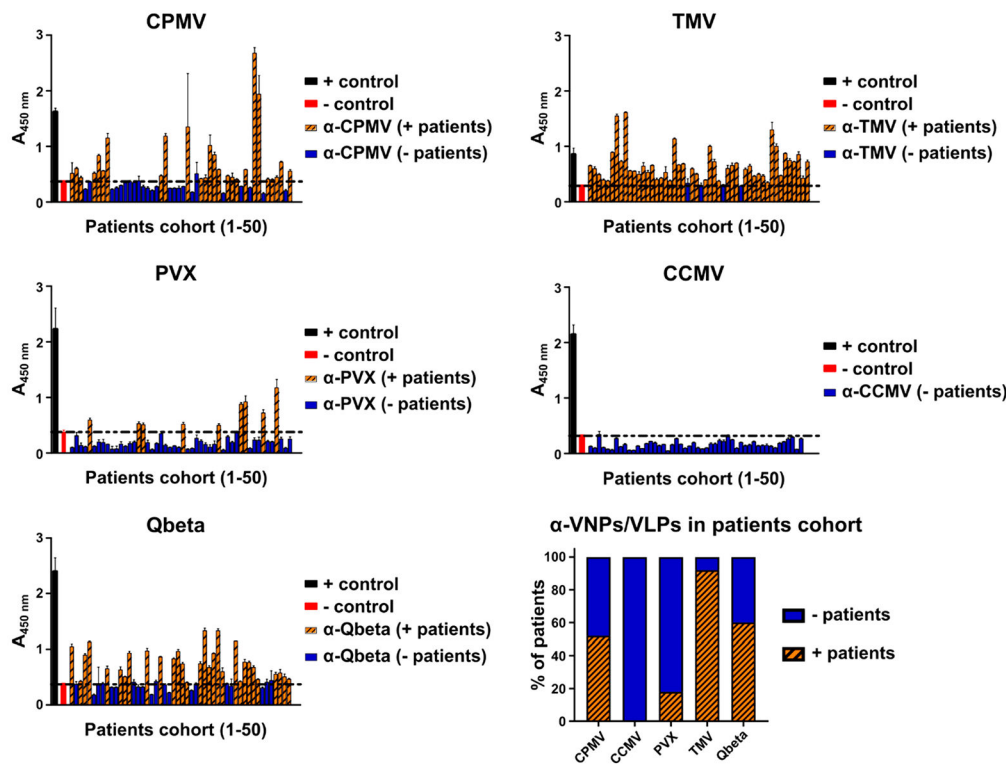 CPMV
3
2
1
0
A450 nm
+ control
- control
α-CPMV (+ patients)
α-CPMV (- patients)
Patients cohort (1-50)
TMV
3
2
1
0
A450 nm
+ control
- control
α-TMV (+ patients)
α-TMV (- patients)
Patients cohort (1-50)
PVX
3
2
1
0
A450 nm
+ control
- control
α-PVX (+ patients)
α-PVX (- patients)
Patients cohort (1-50)
CCMV
3
2
1
0
A450 nm
+ control
- control
α-CCMV (- patients)
Patients cohort (1-50)
Qbeta
3
2
1
0
A450 nm
+ control
- control
α-Qbeta (+ patients)
α-Qbeta (- patients)
Patients cohort (1-50)
α-VNPs/VLPs in patients cohort
100
80
60
40
20
0
% of patients
- patients
+ patients
CPMV
CCMV
PVX
TMV
Qbeta